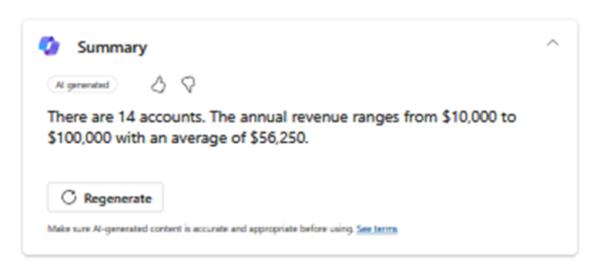 Summary
AI generated
There are 14 accounts. The annual revenue ranges from $10,000 to
$100,000 with an average of $56,250.
Regenerate
Make sure AI-generated content is accurate and appropriate before using. See terms